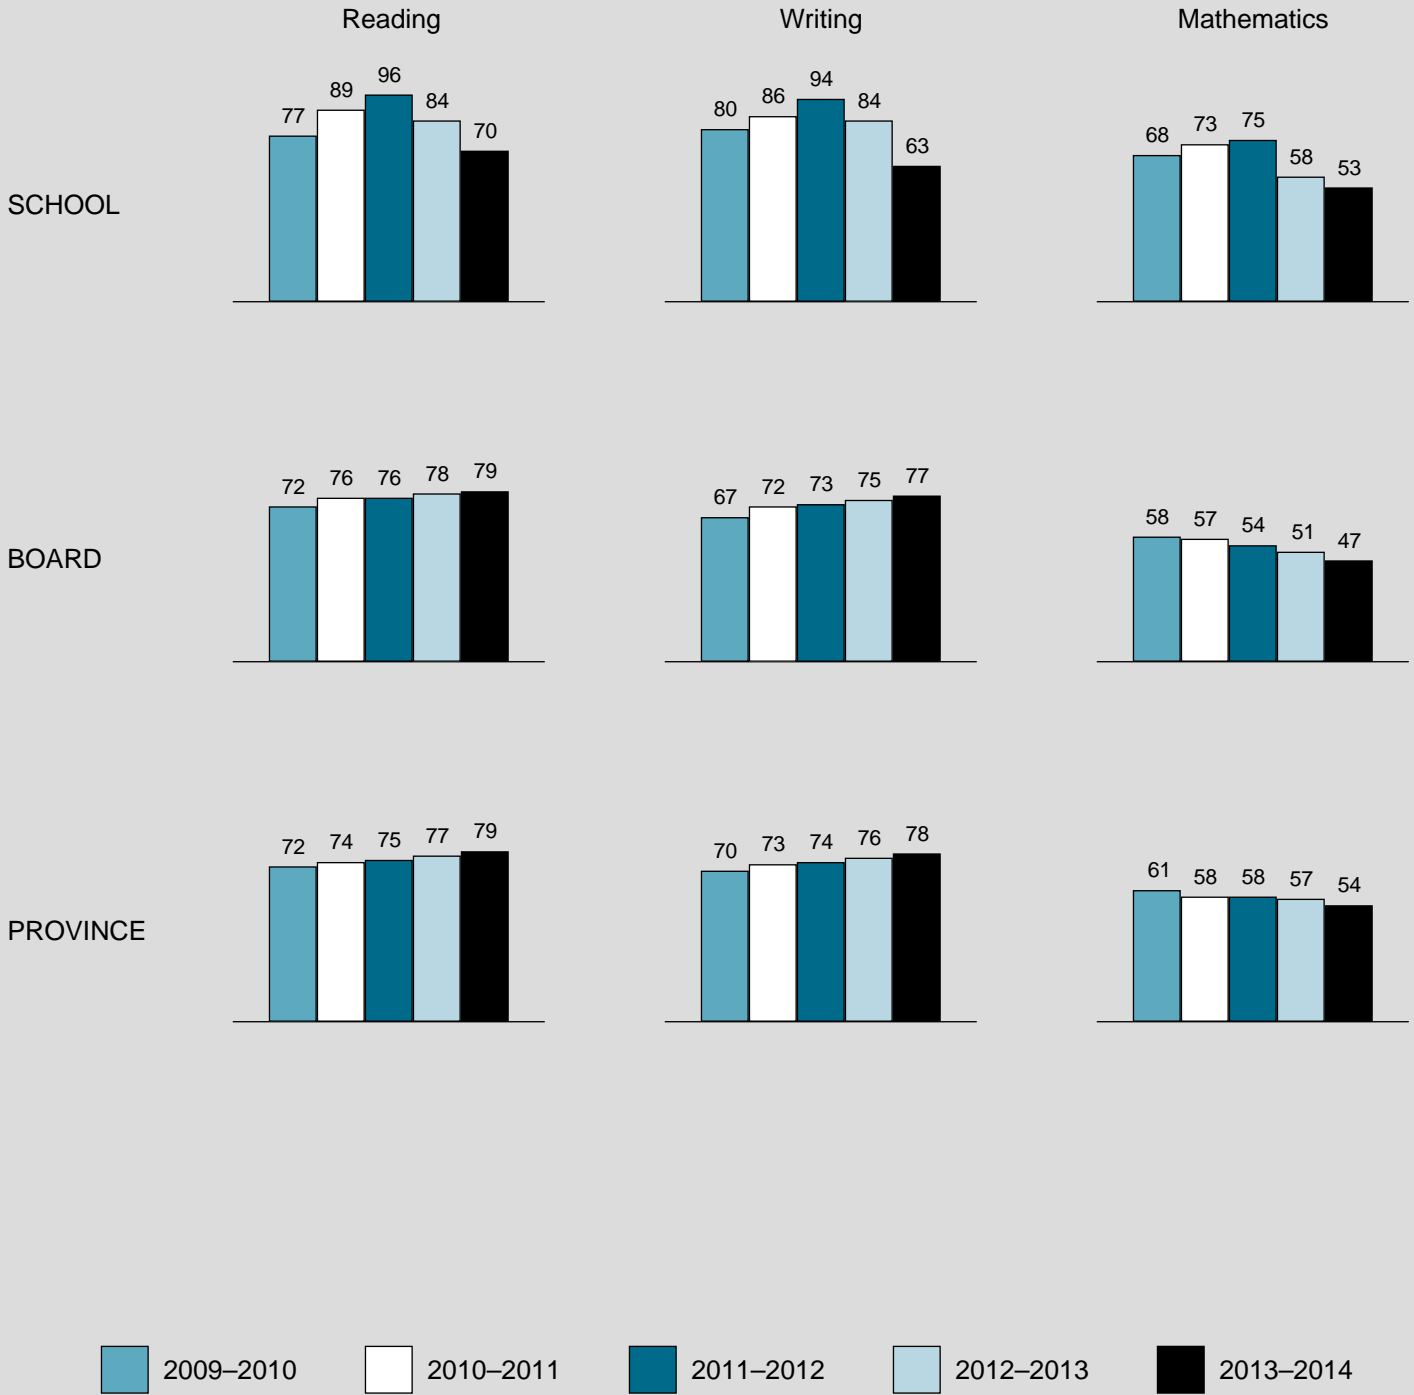 Reading Writing Mathematics
SCHOOL
77 89 96 84 70
80 86 94 84 63
68 73 75 58 53
BOARD
72 76 76 78 79
67 72 73 75 77
58 57 54 51 47
PROVINCE
72 74 75 77 79
70 73 74 76 78
61 58 58 57 54
2009–2010 2010–2011 2011–2012 2012–2013 2013–2014